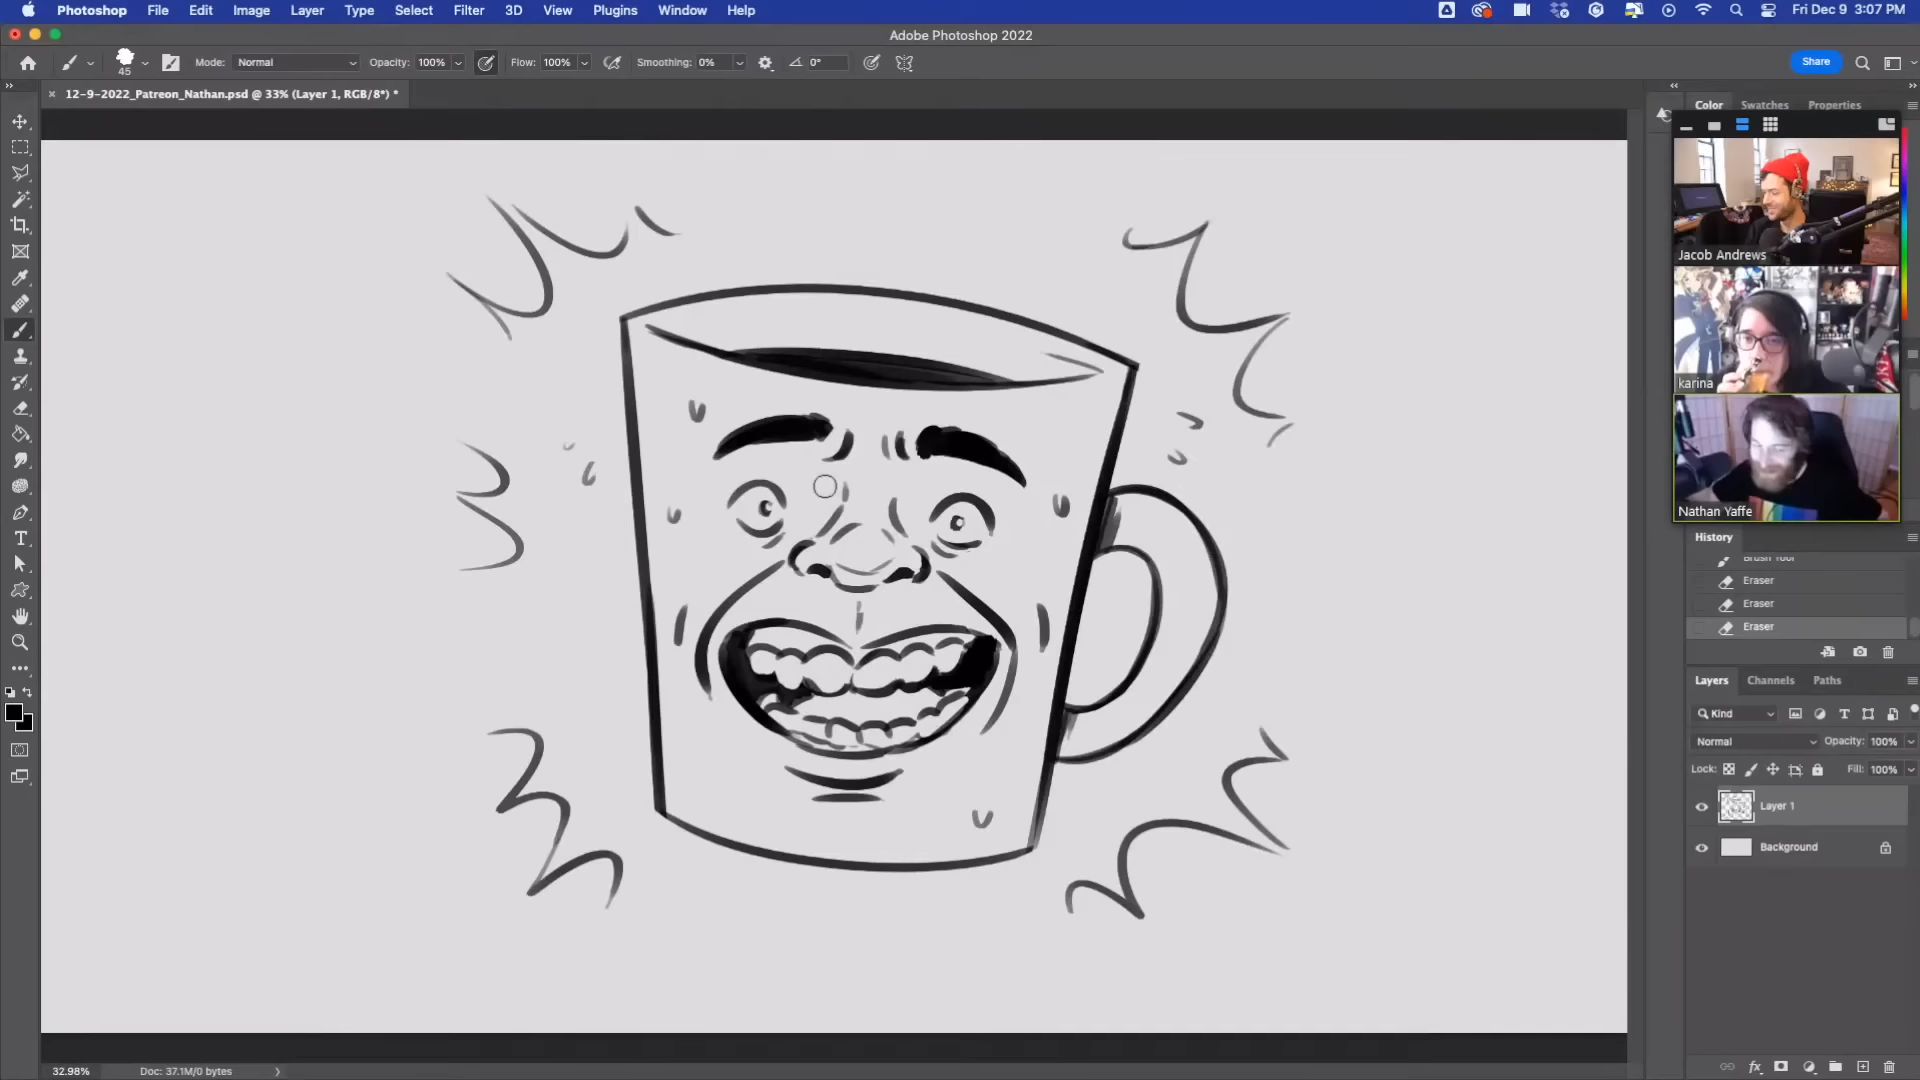 Photoshop File Edit Image Layer Type Select Filter 3D View Plugins Window Help Fri Dec 9 3:07 PM
Adobe Photoshop 2022
45 Mode: Normal Opacity: 100% Flow: 100% Smoothing: 0% 0° Share
12-9-2022_Patreon_Nathan.psd @ 33% (Layer 1, RGB/8*) *
Color Swatches Properties
Jacob Andrews
karina
Nathan Yaffe
History
Brush Tool
Eraser
Eraser
Eraser
Layers Channels Paths
Kind
Normal Opacity: 100%
Lock: Fill: 100%
Layer 1
Background
32.98% Doc: 37.1M/0 bytes